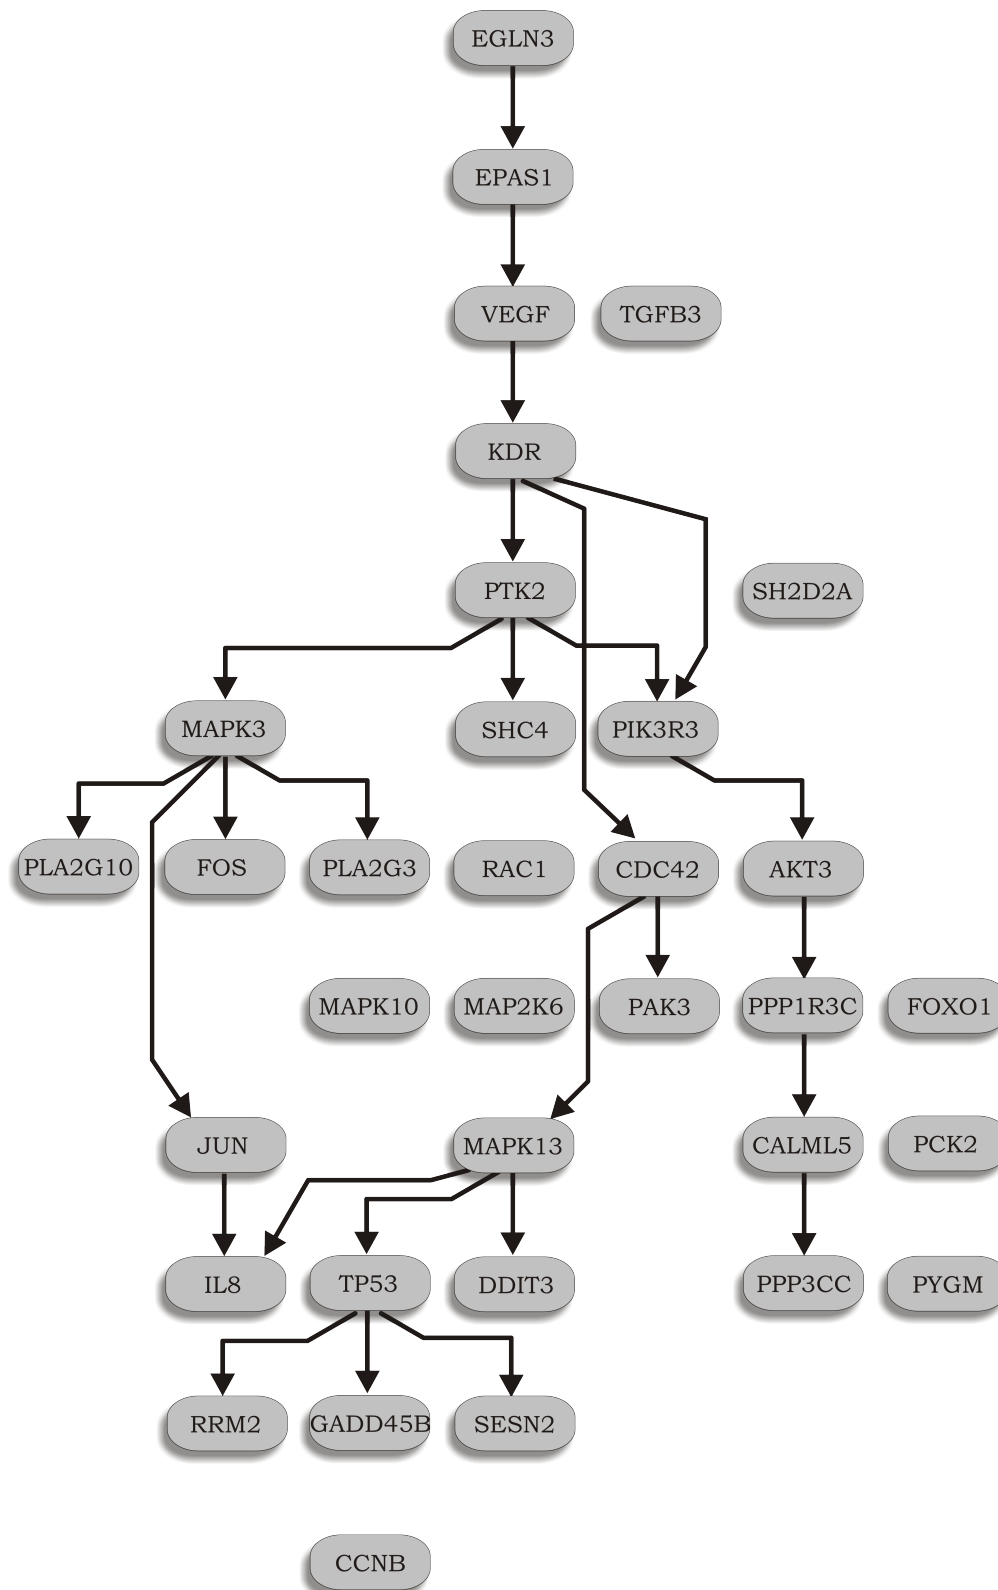 EGLN3
EPAS1
VEGF
TGFB3
KDR
PTK2
SH2D2A
MAPK3
SHC4
PIK3R3
PLA2G10
FOS
PLA2G3
RAC1
CDC42
AKT3
MAPK10
MAP2K6
PAK3
PPP1R3C
FOXO1
JUN
MAPK13
CALML5
PCK2
IL8
TP53
DDIT3
PPP3CC
PYGM
RRM2
GADD45B
SESN2
CCNB